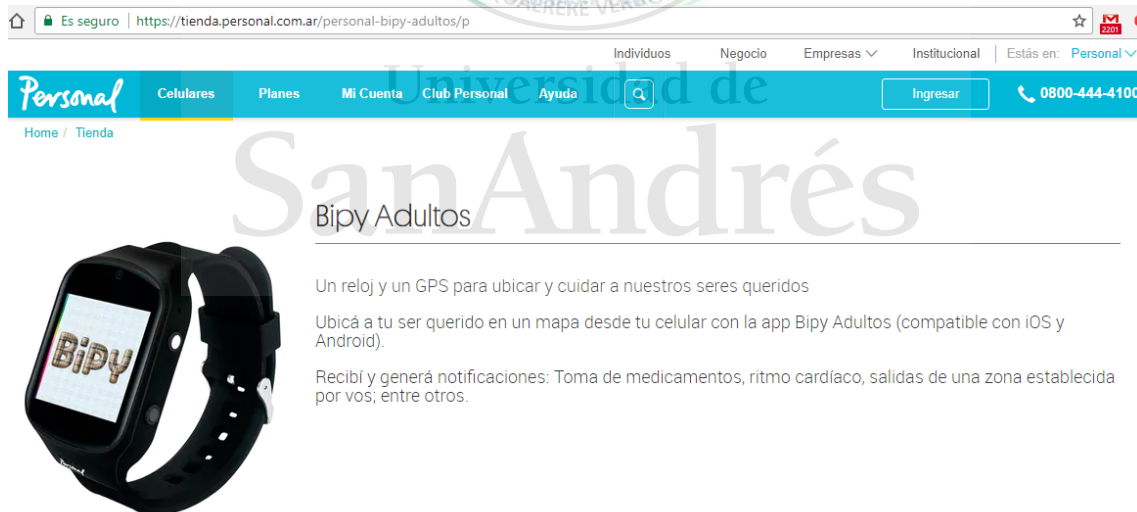 QUAERERE VERUM
Es seguro | https://tienda.personal.com.ar/personal-bipy-adultos/p
2201
Individuos Negocio Empresas Institucional Estás en: Personal
Personal Celulares Planes Mi Cuenta Club Personal Ayuda Ingresar 0800-444-4100
Home / Tienda
Universidad de
SanAndrés
Bipy Adultos
Un reloj y un GPS para ubicar y cuidar a nuestros seres queridos
Ubicá a tu ser querido en un mapa desde tu celular con la app Bipy Adultos (compatible con iOS y
Android).
Recibí y generá notificaciones: Toma de medicamentos, ritmo cardíaco, salidas de una zona establecida
por vos; entre otros.
BiPY
Personal